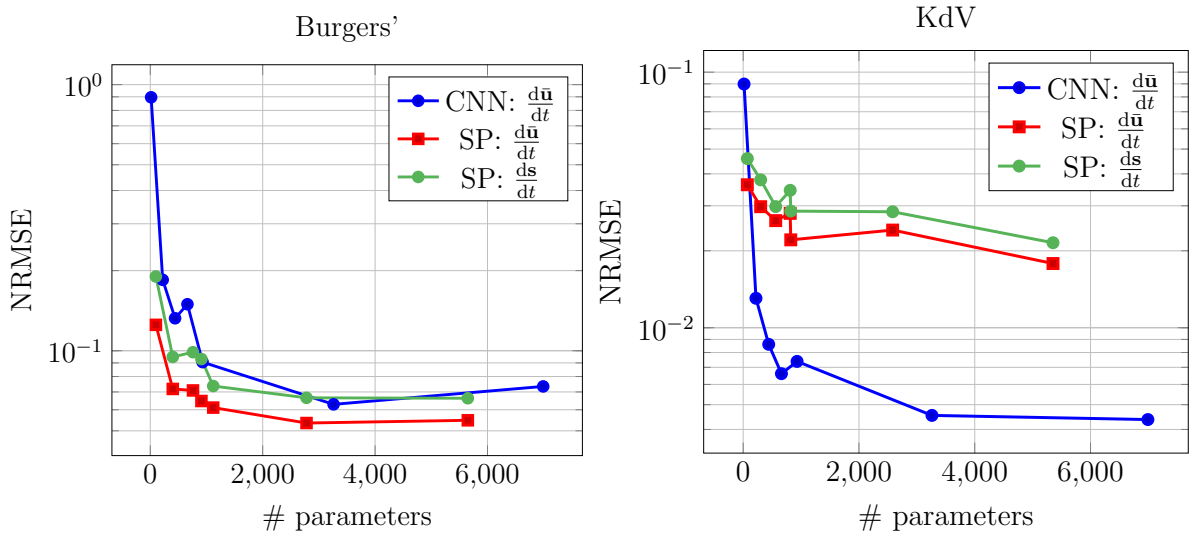 Burgers'
10⁰
10⁻¹
NRMSE
CNN: dū/dt
SP: dū/dt
SP: ds/dt
0 2,000 4,000 6,000
# parameters
KdV
10⁻¹
10⁻²
NRMSE
CNN: dū/dt
SP: dū/dt
SP: ds/dt
0 2,000 4,000 6,000
# parameters